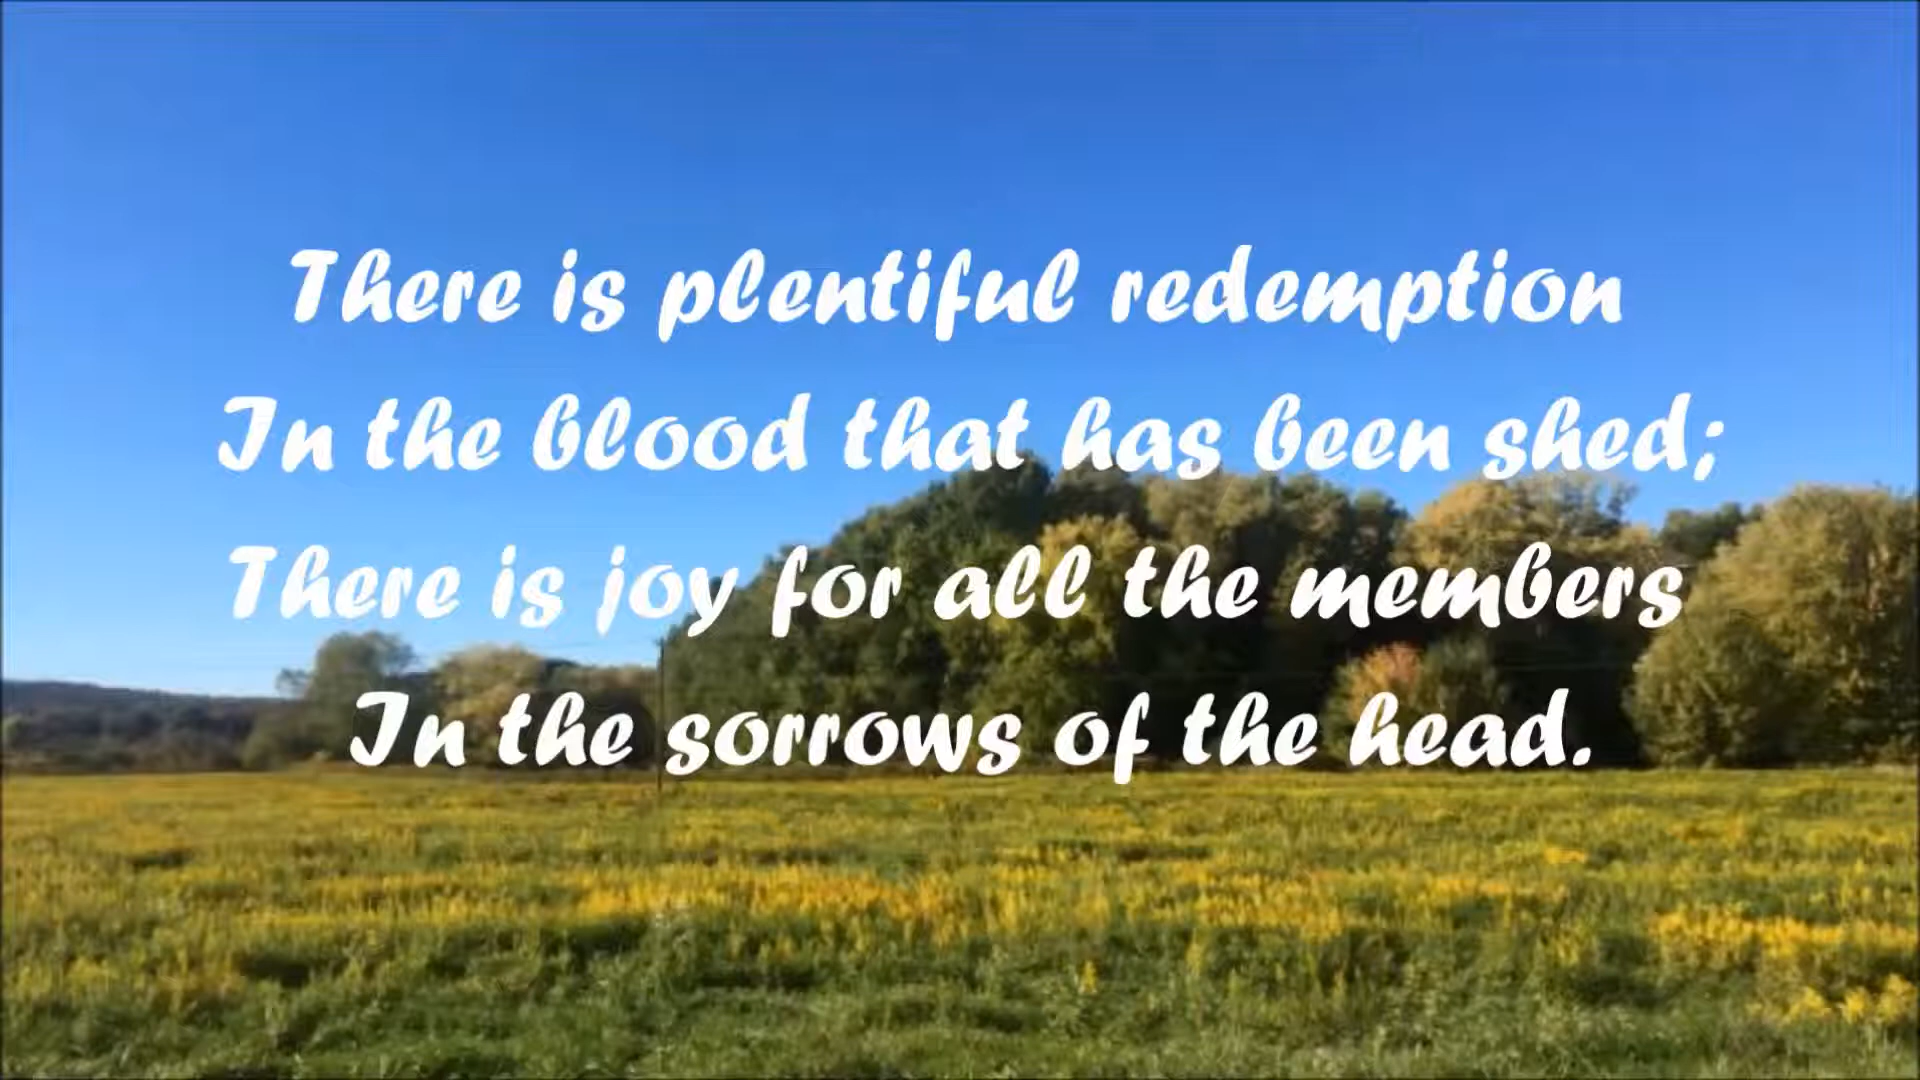 There is plentiful redemption
In the blood that has been shed;
There is joy for all the members
In the sorrows of the head.